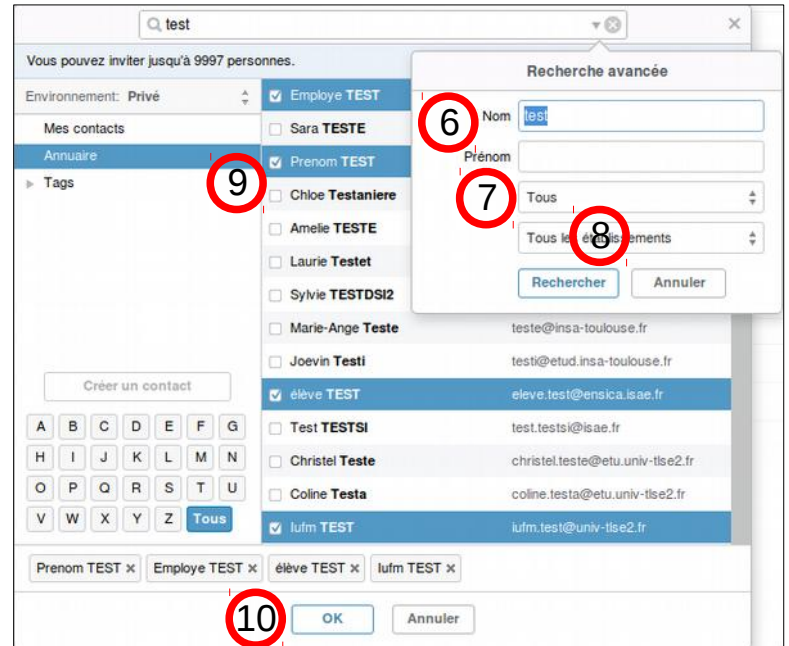 test
Vous pouvez inviter jusqu'à 9997 personnes.
Environnement: Privé
Mes contacts
Annuaire
Tags
9
Créer un contact
A B C D E F G
H I J K L M N
O P Q R S T U
V W X Y Z Tous
Employe TEST
Sara TESTE
Prenom TEST
Chloe Testaniere
Amelie TESTE
Laurie Testet
Sylvie TESTDSI2
Marie-Ange Teste teste@insa-toulouse.fr
Joevin Testi testi@etud.insa-toulouse.fr
élève TEST eleve.test@ensica.isae.fr
Test TESTSI test.testsi@isae.fr
Christel Teste christel.teste@etu.univ-tlse2.fr
Coline Testa coline.testa@etu.univ-tlse2.fr
Iufm TEST iufm.test@univ-tlse2.fr
Recherche avancée
6 Nom test
Prénom
7 Tous
Tous les établissements
8
Rechercher Annuler
Prenom TEST × Employe TEST × élève TEST × Iufm TEST ×
10 OK Annuler